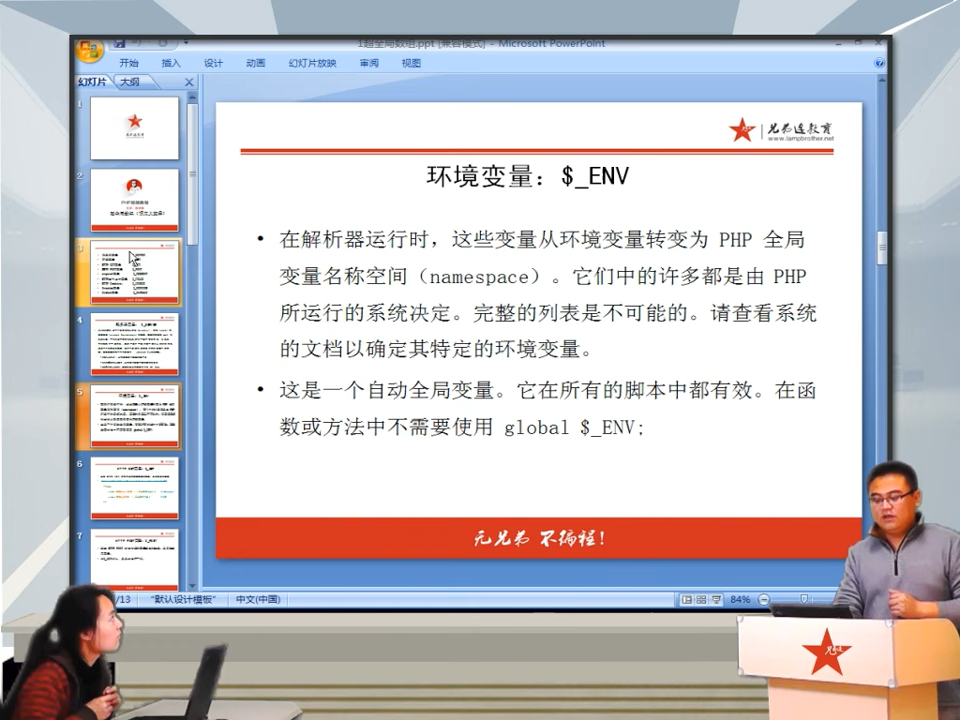 1超全局数组.ppt [兼容模式] - Microsoft PowerPoint
开始 插入 设计 动画 幻灯片放映 审阅 视图
幻灯片 大纲
兄弟连教育
www.lampbrother.net
环境变量：$_ENV
• 在解析器运行时，这些变量从环境变量转变为 PHP 全局
变量名称空间（namespace）。它们中的许多都是由 PHP
所运行的系统决定。完整的列表是不可能的。请查看系统
的文档以确定其特定的环境变量。
• 这是一个自动全局变量。它在所有的脚本中都有效。在函
数或方法中不需要使用 global $_ENV;
无兄弟 不编程!
1
2
3
4
5
6
7
/13 "默认设计模板" 中文(中国) 84%